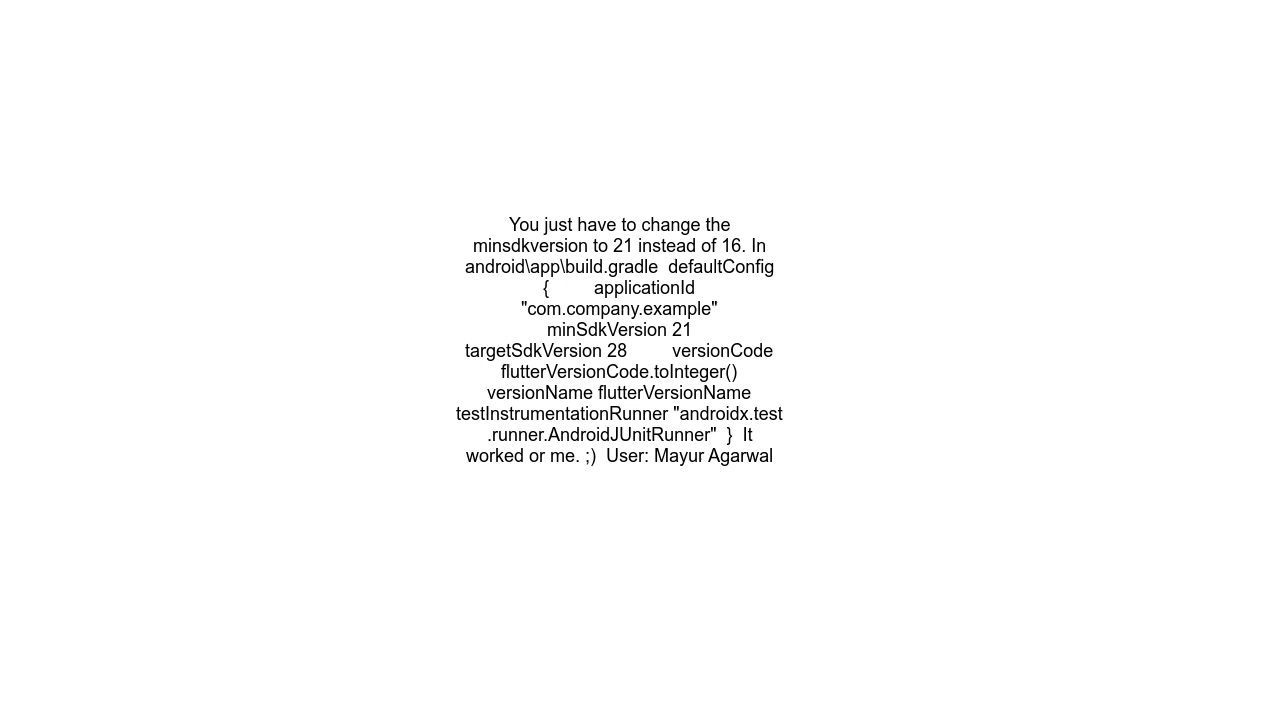 You just have to change the
minsdkversion to 21 instead of 16. In
android\app\build.gradle  defaultConfig
{         applicationId
"com.company.example"
minSdkVersion 21
targetSdkVersion 28         versionCode
flutterVersionCode.toInteger()
versionName flutterVersionName
testInstrumentationRunner "androidx.test
.runner.AndroidJUnitRunner"  }  It
worked or me. ;)  User: Mayur Agarwal